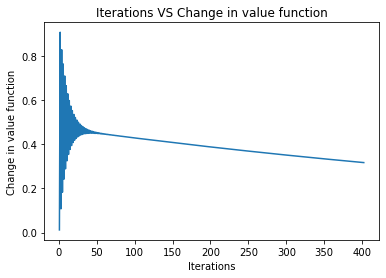 Iterations VS Change in value function
Change in value function
0.8
0.6
0.4
0.2
0.0
0 50 100 150 200 250 300 350 400
Iterations